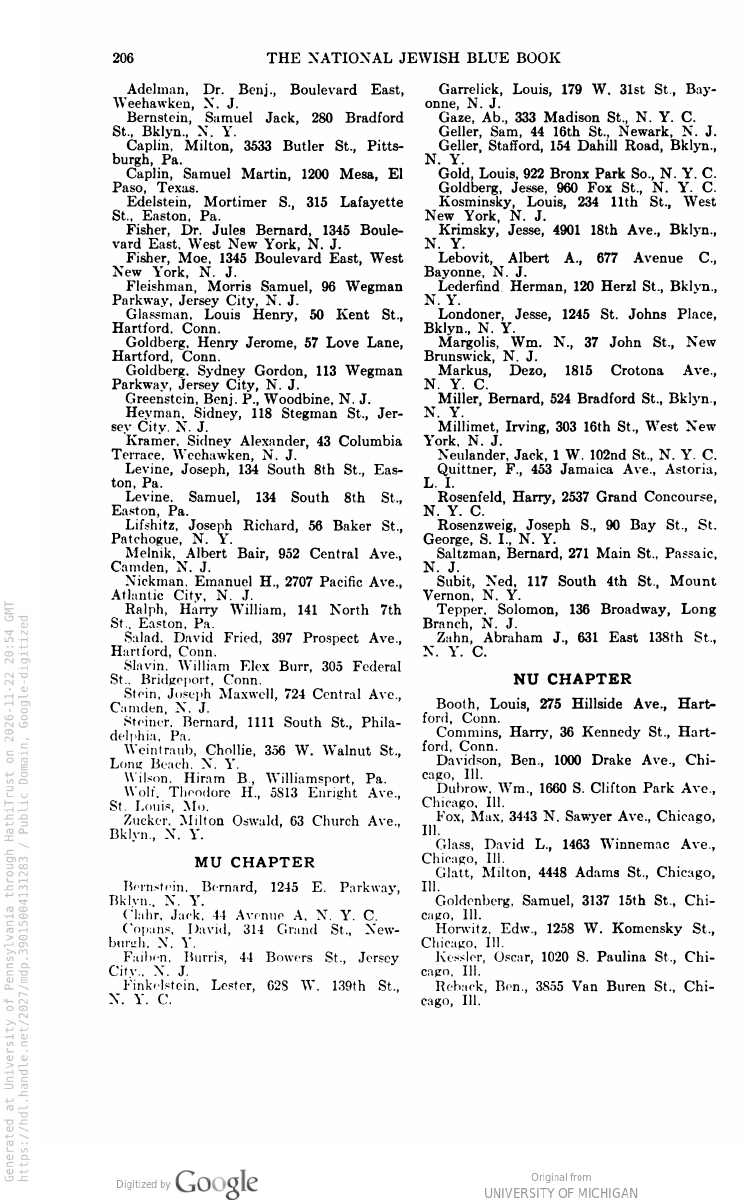 206
THE NATIONAL JEWISH BLUE BOOK
Adelman, Dr. Benj., Boulevard East,
Weehawken, N. J.
Bernstein, Samuel Jack, 280 Bradford
St., Bklyn., N. Y.
Caplin, Milton, 3533 Butler St., Pitts-
burgh, Pa.
Caplin, Samuel Martin, 1200 Mesa, El
Paso, Texas.
Edelstein, Mortimer S., 315 Lafayette
St., Easton, Pa.
Fisher, Dr. Jules Bernard, 1345 Boule-
vard East, West New York, N. J.
Fisher, Moe, 1345 Boulevard East, West
New York, N. J.
Fleishman, Morris Samuel, 96 Wegman
Parkway, Jersey City, N. J.
Glassman, Louis Henry, 50 Kent St.,
Hartford, Conn.
Goldberg, Henry Jerome, 57 Love Lane,
Hartford, Conn.
Goldberg, Sydney Gordon, 113 Wegman
Parkway, Jersey City, N. J.
Greenstein, Benj. P., Woodbine, N. J.
Heyman, Sidney, 118 Stegman St., Jer-
sey City, N. J.
Kramer, Sidney Alexander, 43 Columbia
Terrace, Weehawken, N. J.
Levine, Joseph, 134 South 8th St., Eas-
ton, Pa.
Levine, Samuel, 134 South 8th St.,
Easton, Pa.
Lifshitz, Joseph Richard, 56 Baker St.,
Patchogue, N. Y.
Melnik, Albert Bair, 952 Central Ave.,
Camden, N. J.
Nickman, Emanuel H., 2707 Pacific Ave.,
Atlantic City, N. J.
Ralph, Harry William, 141 North 7th
St., Easton, Pa.
Salad, David Fried, 397 Prospect Ave.,
Hartford, Conn.
Slavin, William Elex Burr, 305 Federal
St., Bridgeport, Conn.
Stein, Joseph Maxwell, 724 Central Ave.,
Camden, N. J.
Steiner, Bernard, 1111 South St., Phila-
delphia, Pa.
Weintraub, Chollie, 356 W. Walnut St.,
Long Beach, N. Y.
Wilson, Hiram B., Williamsport, Pa.
Wolf, Theodore H., 5813 Enright Ave.,
St. Louis, Mo.
Zucker, Milton Oswald, 63 Church Ave.,
Bklyn., N. Y.
MU CHAPTER
Bernstein, Bernard, 1245 E. Parkway,
Bklyn., N. Y.
Clahr, Jack, 44 Avenue A, N. Y. C.
Copans, David, 314 Grand St., New-
burgh, N. Y.
Faiben, Burris, 44 Bowers St., Jersey
City., N. J.
Finkelstein, Lester, 628 W. 139th St.,
N. Y. C.
Garrelick, Louis, 179 W. 31st St., Bay-
onne, N. J.
Gaze, Ab., 333 Madison St., N. Y. C.
Geller, Sam, 44 16th St., Newark, N. J.
Geller, Stafford, 154 Dahill Road, Bklyn.,
N. Y.
Gold, Louis, 922 Bronx Park So., N. Y. C.
Goldberg, Jesse, 960 Fox St., N. Y. C.
Kosminsky, Louis, 234 11th St., West
New York, N. J.
Krimsky, Jesse, 4901 18th Ave., Bklyn.,
N. Y.
Lebovit, Albert A., 677 Avenue C.,
Bayonne, N. J.
Lederfind Herman, 120 Herzl St., Bklyn.,
N. Y.
Londoner, Jesse, 1245 St. Johns Place,
Bklyn., N. Y.
Margolis, Wm. N., 37 John St., New
Brunswick, N. J.
Markus, Dezo, 1815 Crotona Ave.,
N. Y. C.
Miller, Bernard, 524 Bradford St., Bklyn.,
N. Y.
Millimet, Irving, 303 16th St., West New
York, N. J.
Neulander, Jack, 1 W. 102nd St., N. Y. C.
Quittner, F., 453 Jamaica Ave., Astoria,
L. I.
Rosenfeld, Harry, 2537 Grand Concourse,
N. Y. C.
Rosenzweig, Joseph S., 90 Bay St., St.
George, S. I., N. Y.
Saltzman, Bernard, 271 Main St., Passaic,
N. J.
Subit, Ned, 117 South 4th St., Mount
Vernon, N. Y.
Tepper, Solomon, 136 Broadway, Long
Branch, N. J.
Zahn, Abraham J., 631 East 138th St.,
N. Y. C.
NU CHAPTER
Booth, Louis, 275 Hillside Ave., Hart-
ford, Conn.
Commins, Harry, 36 Kennedy St., Hart-
ford, Conn.
Davidson, Ben., 1000 Drake Ave., Chi-
cago, Ill.
Dubrow, Wm., 1660 S. Clifton Park Ave.,
Chicago, Ill.
Fox, Max, 3443 N. Sawyer Ave., Chicago,
Ill.
Glass, David L., 1463 Winnemac Ave.,
Chicago, Ill.
Glatt, Milton, 4448 Adams St., Chicago,
Ill.
Goldenberg, Samuel, 3137 15th St., Chi-
cago, Ill.
Horwitz, Edw., 1258 W. Komensky St.,
Chicago, Ill.
Kessler, Oscar, 1020 S. Paulina St., Chi-
cago, Ill.
Reback, Ben., 3855 Van Buren St., Chi-
cago, Ill.
Generated at University of Pennsylvania through HathiTrust on 2026-11-22 20:54 GMT
https://hdl.handle.net/2027/mdp.39015004131283 / Public Domain, Google-digitized
Digitized by Google
Original from
UNIVERSITY OF MICHIGAN